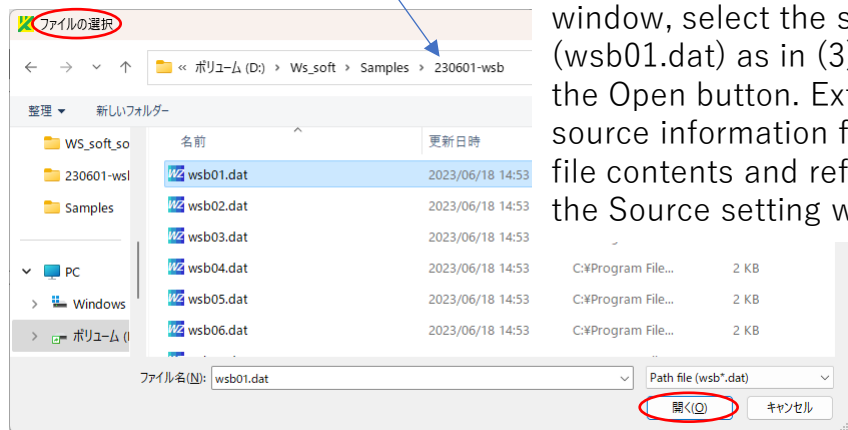 ファイルの選択
window, select the s
(wsb01.dat) as in (3)
the Open button. Ext
source information f
file contents and ref
the Source setting w
« ボリューム (D:) › Ws_soft › Samples › 230601-wsb
整理 新しいフォルダー
WS_soft_so
230601-wsl
Samples
PC
Windows
ボリューム (I
名前 更新日時
wsb01.dat 2023/06/18 14:53
wsb02.dat 2023/06/18 14:53
wsb03.dat 2023/06/18 14:53
wsb04.dat 2023/06/18 14:53 C:¥Program File... 2 KB
wsb05.dat 2023/06/18 14:53 C:¥Program File... 2 KB
wsb06.dat 2023/06/18 14:53 C:¥Program File... 2 KB
ファイル名(N): wsb01.dat Path file (wsb*.dat)
開く(O) キャンセル